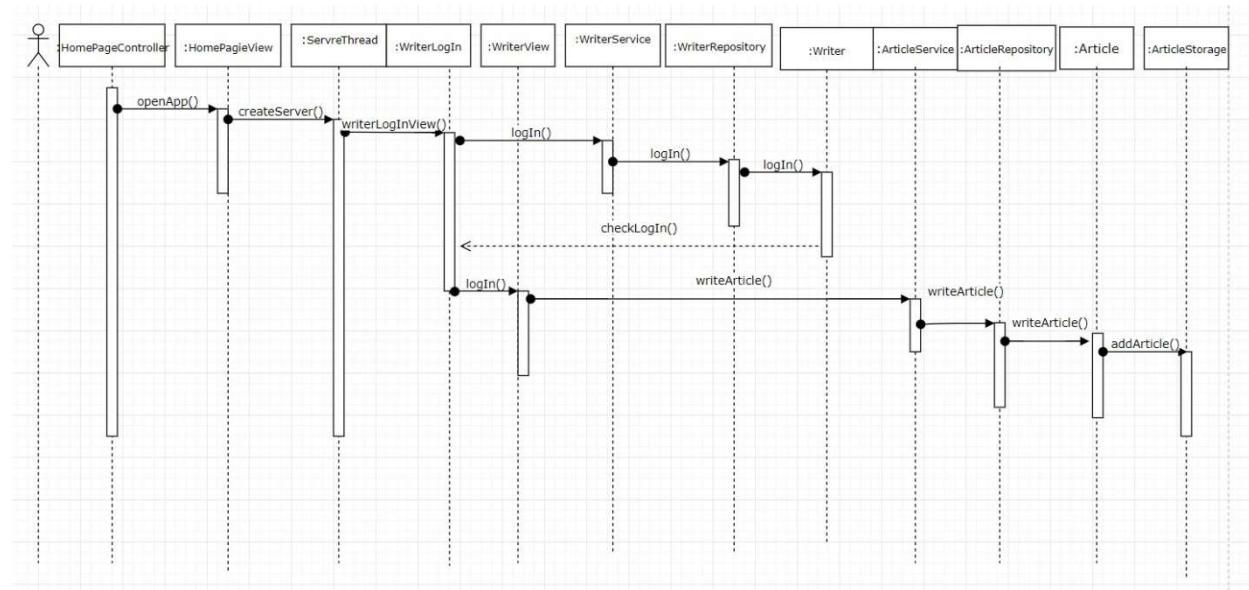 :HomePageController
:HomePagieView
:ServreThread
:WriterLogIn
:WriterView
:WriterService
:WriterRepository
:Writer
:ArticleService
:ArticleRepository
:Article
:ArticleStorage
openApp()
createServer()
writerLogInView()
logIn()
logIn()
logIn()
checkLogIn()
logIn()
writeArticle()
writeArticle()
writeArticle()
addArticle()